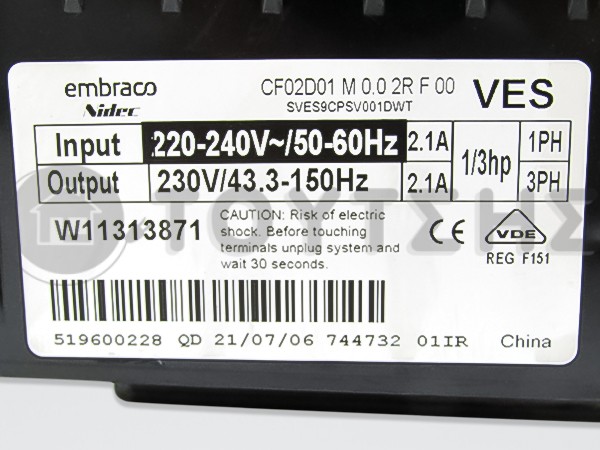 embraco
Nidec
CF02D01 M 0.0 2R F 00
SVES9CPSV001DWT
VES
Input 220-240V~/50-60Hz 2.1A 1/3hp 1PH
Output 230V/43.3-150Hz 2.1A 3PH
W11313871
CAUTION: Risk of electric
shock. Before touching
terminals unplug system and
wait 30 seconds.
CE
VDE
REG F151
ΤΟΥΤΣΗΣ
519600228 QD 21/07/06 744732 01IR China